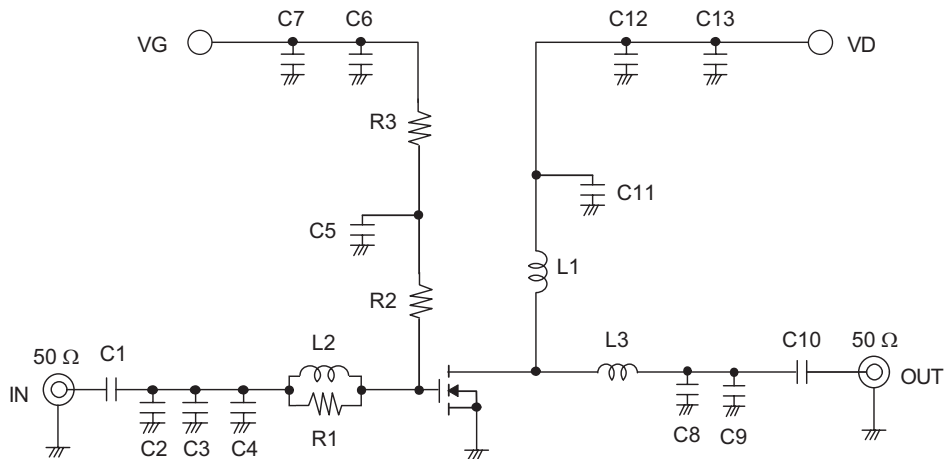 C7 C6 C12 C13
VG VD
R3
C11
C5
L1
R2
50 Ω C1 L2 L3 C10 50 Ω
IN OUT
C2 C3 C4 R1 C8 C9